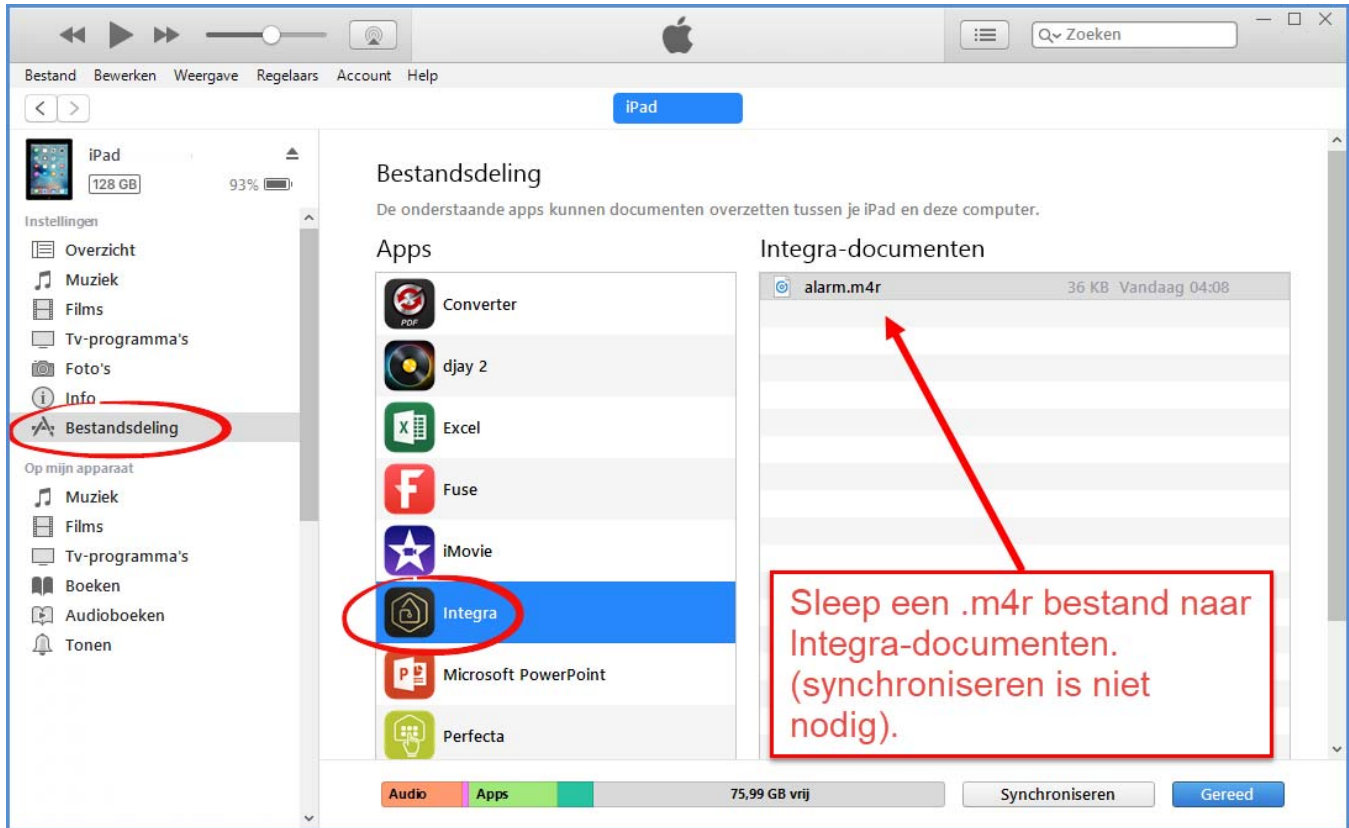 Zoeken
Bestand Bewerken Weergave Regelaars Account Help
iPad
iPad
128 GB 93%
Instellingen
Overzicht
Muziek
Films
Tv-programma's
Foto's
Info
Bestandsdeling
Op mijn apparaat
Muziek
Films
Tv-programma's
Boeken
Audioboeken
Tonen
Bestandsdeling
De onderstaande apps kunnen documenten overzetten tussen je iPad en deze computer.
Apps
PDF
Converter
djay 2
Excel
Fuse
iMovie
Integra
Microsoft PowerPoint
Perfecta
Integra-documenten
alarm.m4r 36 KB Vandaag 04:08
Sleep een .m4r bestand naar
Integra-documenten.
(synchroniseren is niet
nodig).
Audio Apps 75,99 GB vrij Synchroniseren Gereed